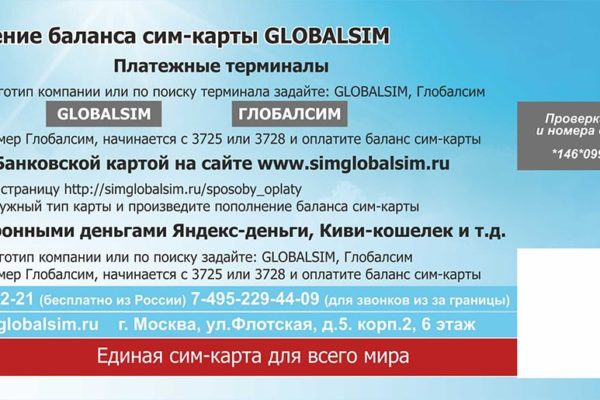 ение баланса сим-карты GLOBALSIM
Платежные терминалы
готип компании или по поиску терминала задайте: GLOBALSIM, Глобалсим
GLOBALSIM
ГЛОБАЛСИМ
мер Глобалсим, начинается с 3725 или 3728 и оплатите баланс сим-карты
Банковской картой на сайте www.simglobalsim.ru
страницу http://simglobalsim.ru/sposoby_oplaty
ужный тип карты и произведите пополнение баланса сим-карты
ронными деньгами Яндекс-деньги, Киви-кошелек и т.д.
готип компании или по поиску задайте: GLOBALSIM, Глобалсим
мер Глобалсим, начинается с 3725 или 3728 и оплатите баланс сим-карты
2-21 (бесплатно из России) 7-495-229-44-09 (для звонков из за границы)
globalsim.ru г. Москва, ул.Флотская, д.5. корп.2, 6 этаж
Единая сим-карта для всего мира
Проверк
и номера
*146*099